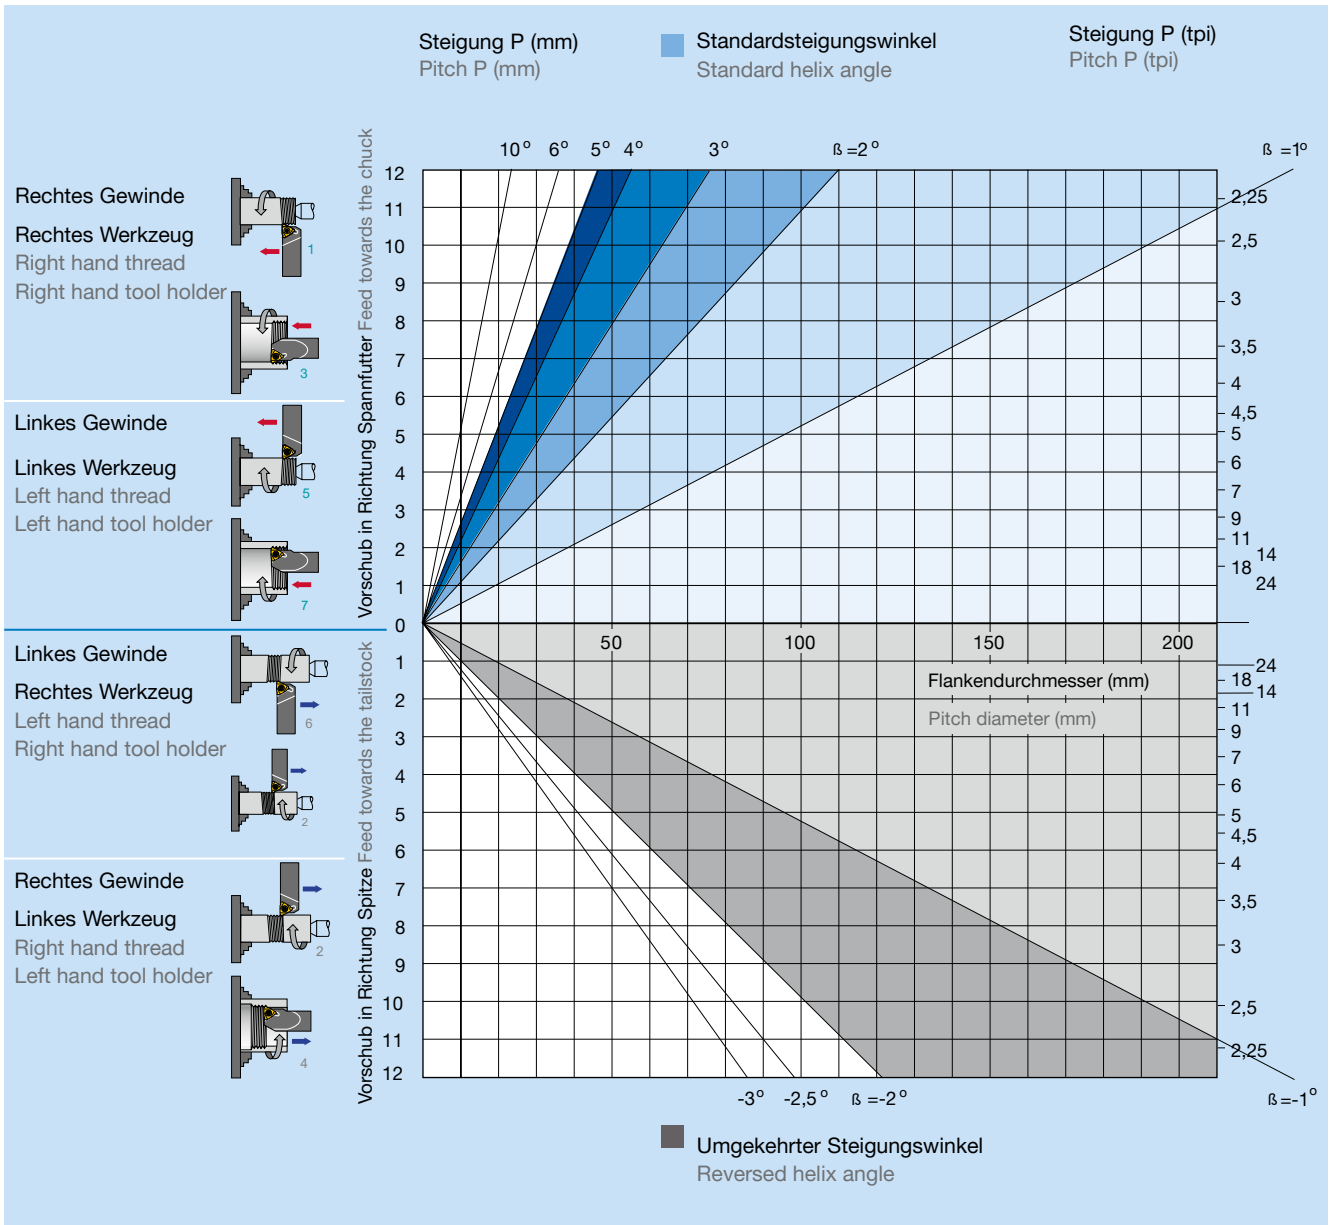 Steigung P (mm)
Pitch P (mm)
Standardsteigungswinkel
Standard helix angle
Steigung P (tpi)
Pitch P (tpi)
10° 6° 5° 4° 3° ß =2° ß =1°
Vorschub in Richtung Spannfutter Feed towards the chuck
12
11
10
9
8
7
6
5
4
3
2
1
0
2,25
2,5
3
3,5
4
4,5
5
6
7
9
11
14
18
24
Rechtes Gewinde
Rechtes Werkzeug
Right hand thread
Right hand tool holder
1
3
Linkes Gewinde
Linkes Werkzeug
Left hand thread
Left hand tool holder
5
7
50 100 150 200
Flankendurchmesser (mm)
Pitch diameter (mm)
Vorschub in Richtung Spitze Feed towards the tailstock
1
2
3
4
5
6
7
8
9
10
11
12
24
18
14
11
9
7
6
5
4,5
4
3,5
3
2,5
2,25
Linkes Gewinde
Rechtes Werkzeug
Left hand thread
Right hand tool holder
6
2
Rechtes Gewinde
Linkes Werkzeug
Right hand thread
Left hand tool holder
2
4
-3° -2,5° ß =-2° ß =-1°
Umgekehrter Steigungswinkel
Reversed helix angle